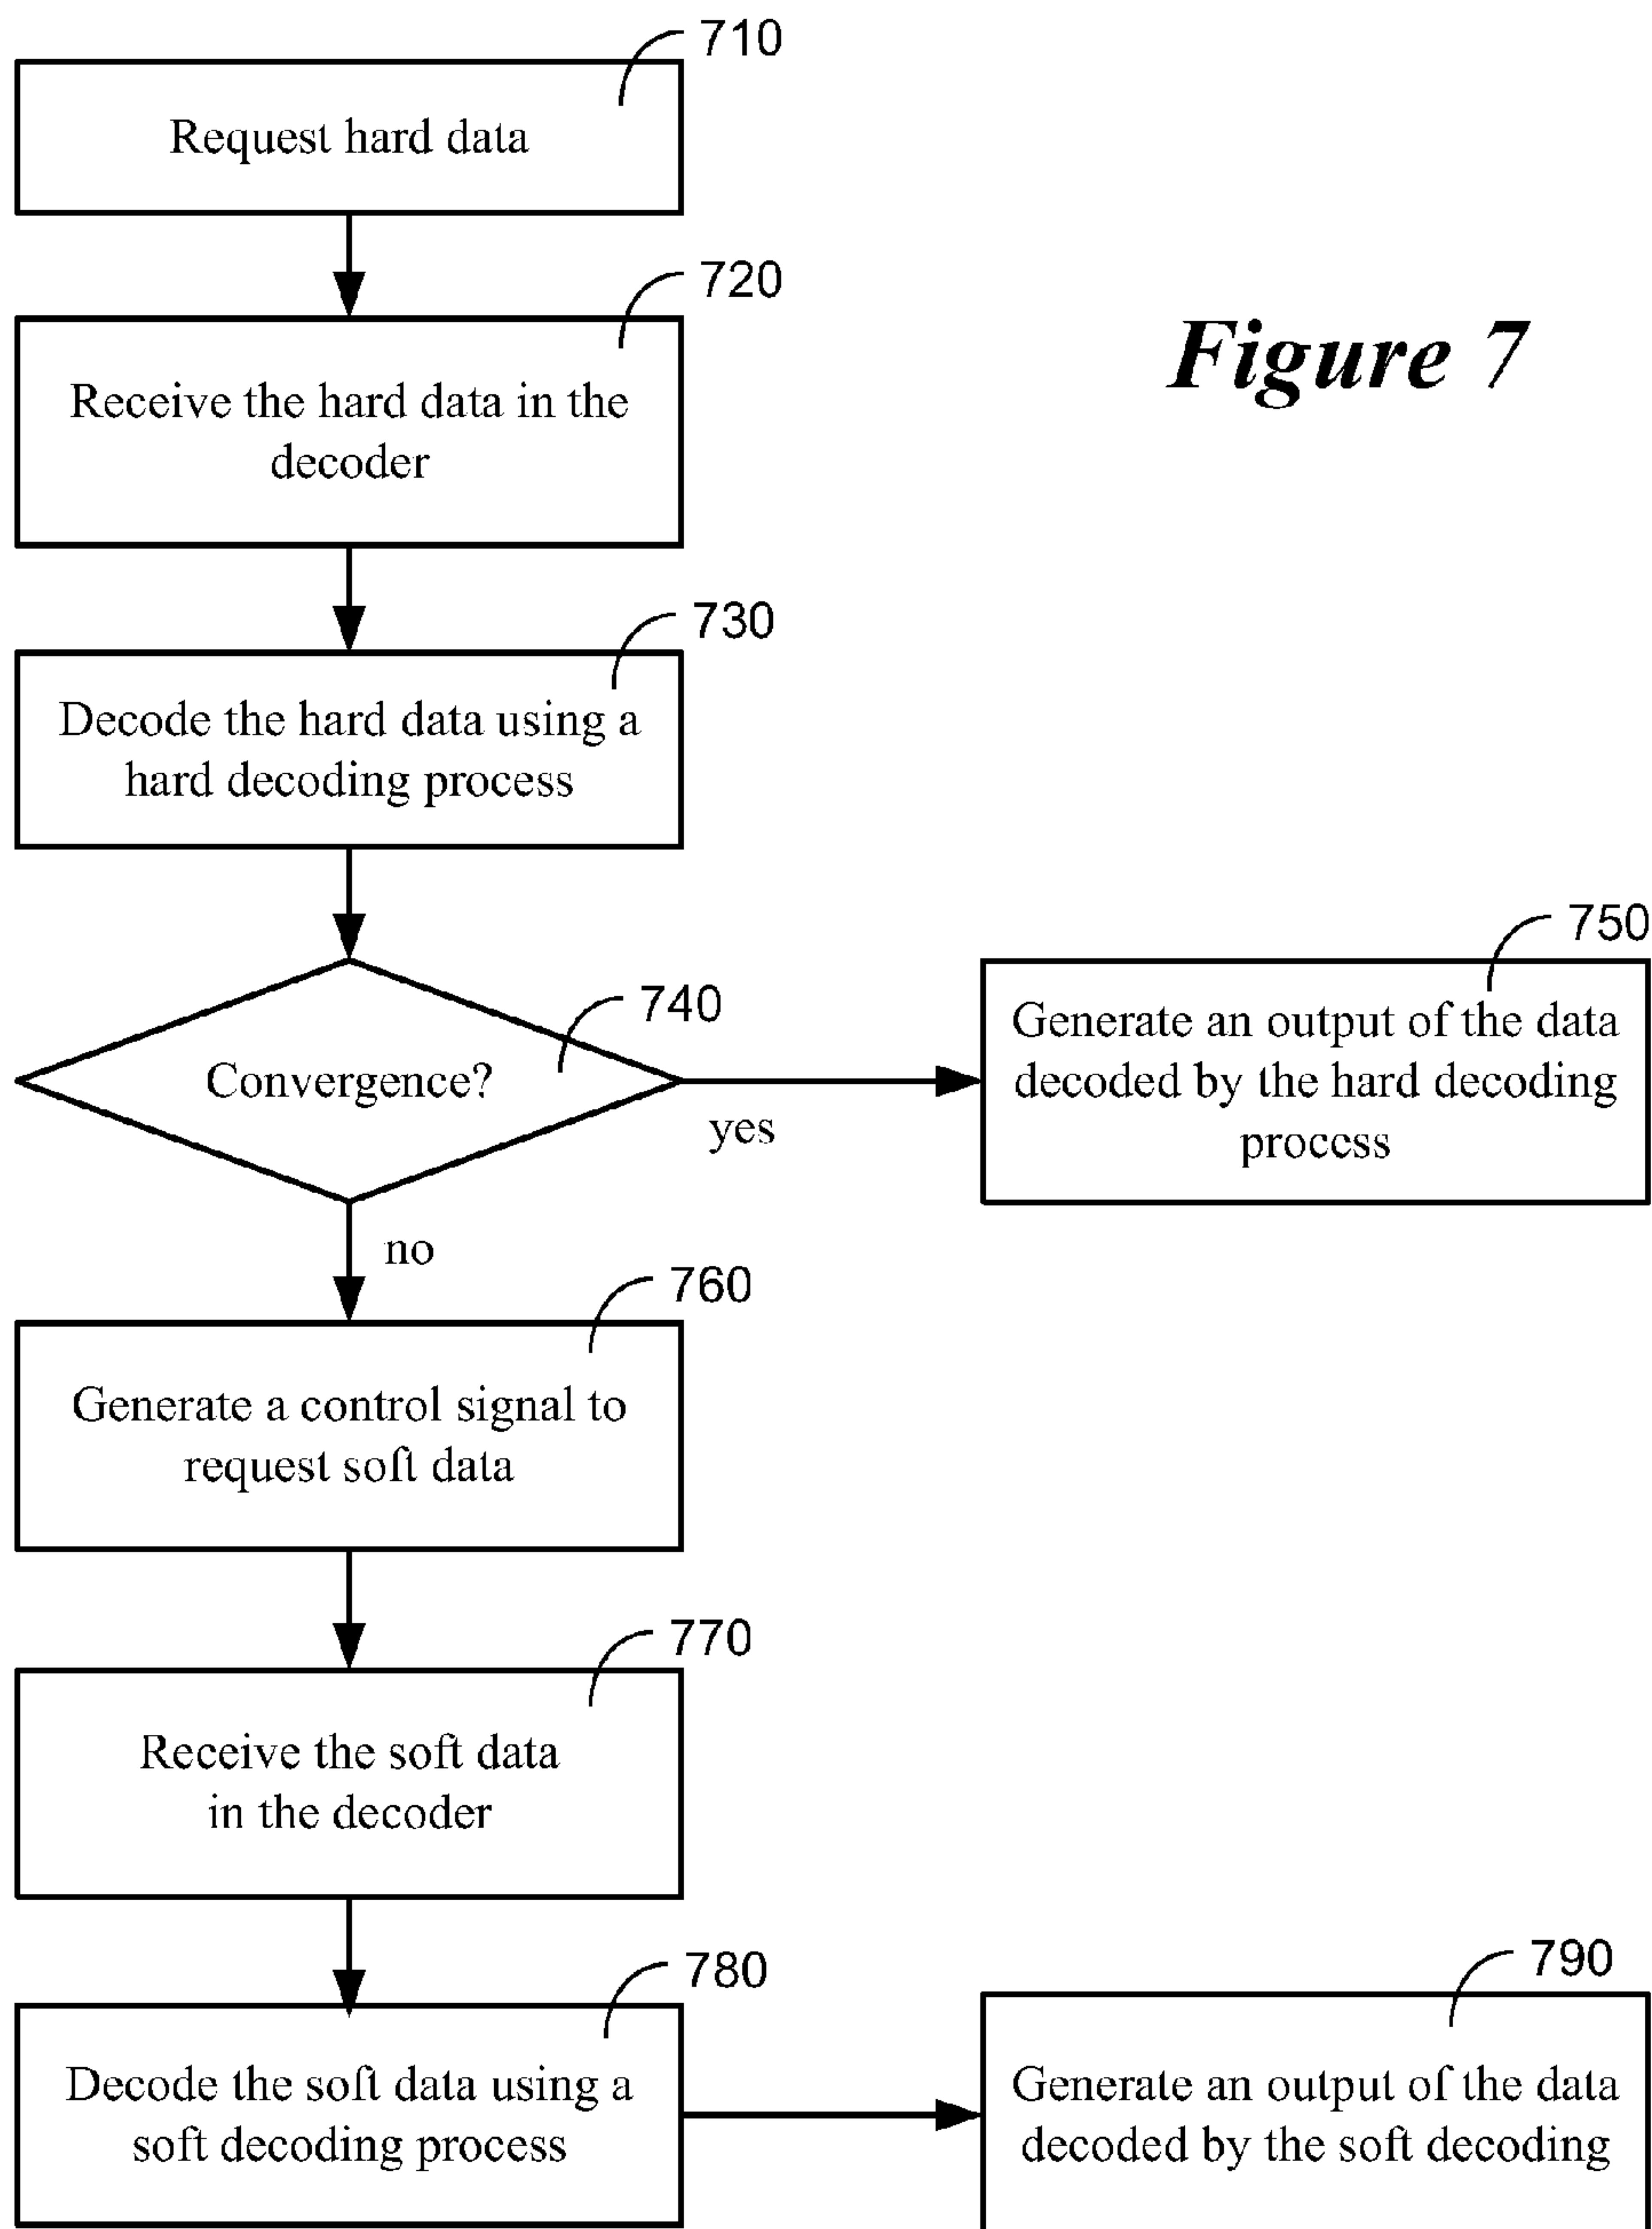 710
Request hard data
720
Receive the hard data in the
decoder
Figure 7
730
Decode the hard data using a
hard decoding process
740
Convergence?
yes
750
Generate an output of the data
decoded by the hard decoding
process
no
760
Generate a control signal to
request soft data
770
Receive the soft data
in the decoder
780
Decode the soft data using a
soft decoding process
790
Generate an output of the data
decoded by the soft decoding